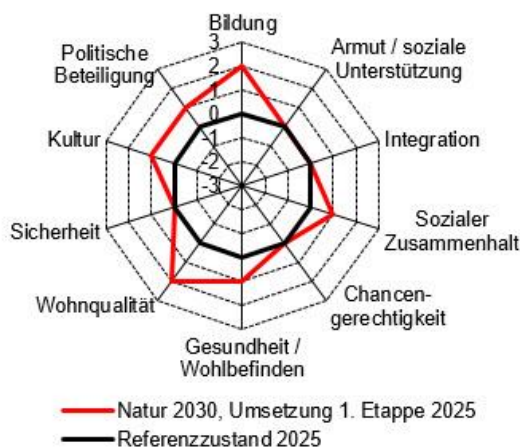 Bildung
3
2
1
0
-1
-2
-3
Armut / soziale
Unterstützung
Integration
Sozialer
Zusammenhalt
Chancen-
gerechtigkeit
Gesundheit /
Wohlbefinden
Wohnqualität
Sicherheit
Kultur
Politische
Beteiligung
Natur 2030, Umsetzung 1. Etappe 2025
Referenzzustand 2025